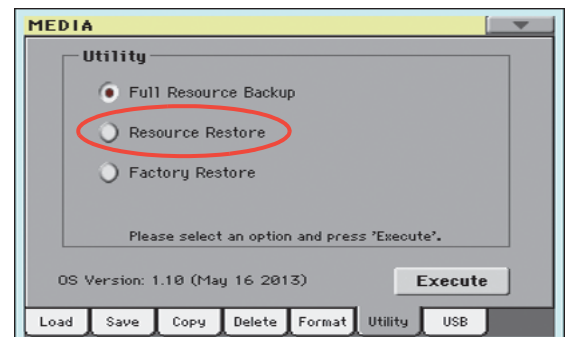 MEDIA
Utility
Full Resource Backup
Resource Restore
Factory Restore
Please select an option and press 'Execute'.
OS Version: 1.10 (May 16 2013)
Execute
Load Save Copy Delete Format Utility USB